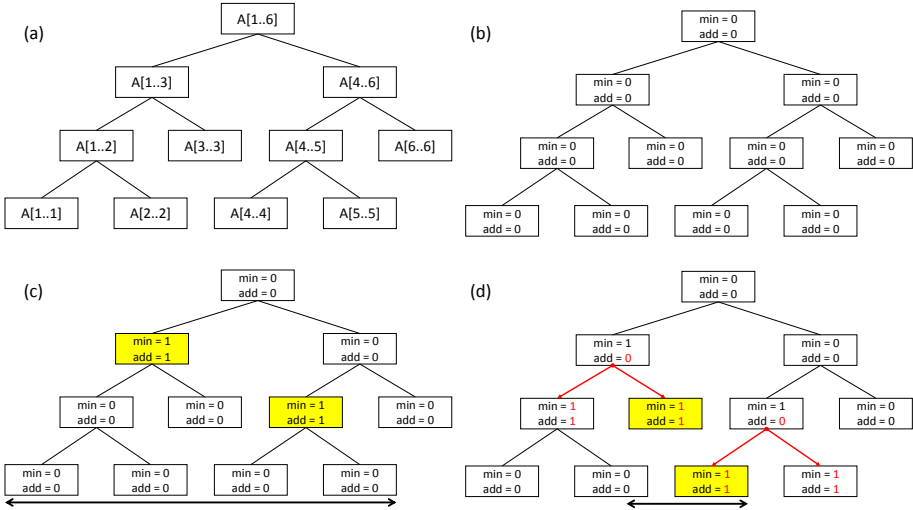 (a)
A[1..6]
A[1..3]
A[4..6]
A[1..2]
A[3..3]
A[4..5]
A[6..6]
A[1..1]
A[2..2]
A[4..4]
A[5..5]
(b)
min = 0
add = 0
min = 0
add = 0
min = 0
add = 0
min = 0
add = 0
min = 0
add = 0
min = 0
add = 0
min = 0
add = 0
min = 0
add = 0
min = 0
add = 0
min = 0
add = 0
min = 0
add = 0
(c)
min = 0
add = 0
min = 1
add = 1
min = 0
add = 0
min = 0
add = 0
min = 0
add = 0
min = 1
add = 1
min = 0
add = 0
min = 0
add = 0
min = 0
add = 0
min = 0
add = 0
min = 0
add = 0
(d)
min = 0
add = 0
min = 1
add = 0
min = 0
add = 0
min = 1
add = 1
min = 1
add = 1
min = 1
add = 0
min = 0
add = 0
min = 0
add = 0
min = 0
add = 0
min = 1
add = 1
min = 1
add = 1